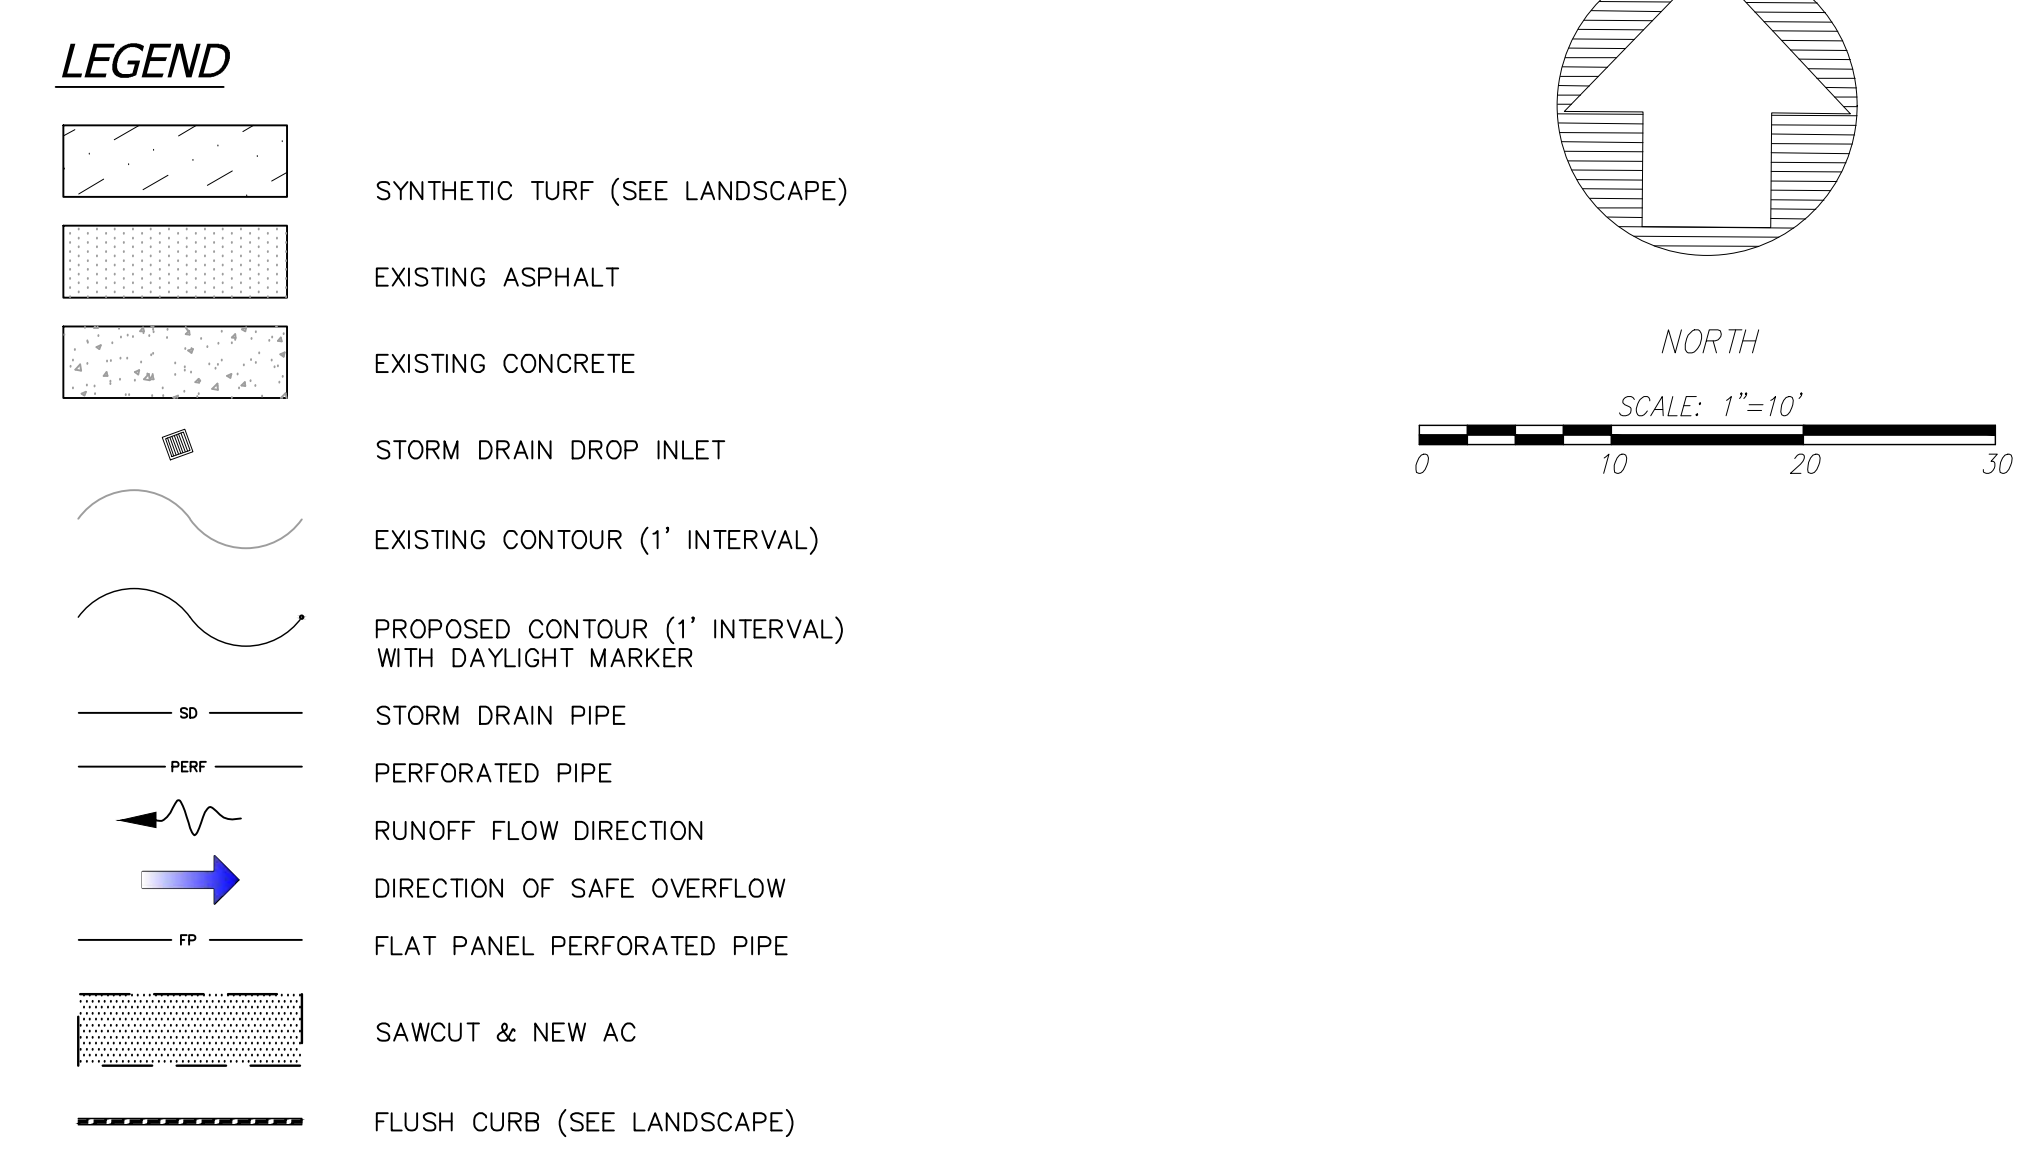 LEGEND
SYNTHETIC TURF (SEE LANDSCAPE)
EXISTING ASPHALT
EXISTING CONCRETE
STORM DRAIN DROP INLET
EXISTING CONTOUR (1' INTERVAL)
PROPOSED CONTOUR (1' INTERVAL)
WITH DAYLIGHT MARKER
SD STORM DRAIN PIPE
PERF PERFORATED PIPE
RUNOFF FLOW DIRECTION
DIRECTION OF SAFE OVERFLOW
FP FLAT PANEL PERFORATED PIPE
SAWCUT & NEW AC
FLUSH CURB (SEE LANDSCAPE)
NORTH
SCALE: 1"=10'
0 10 20 30